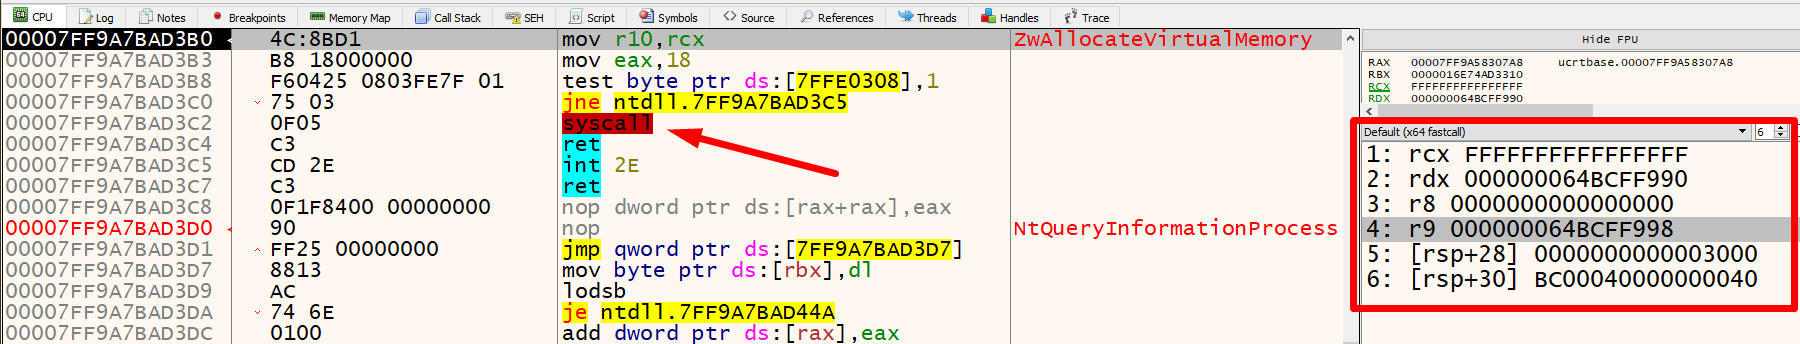 CPU Log Notes Breakpoints Memory Map Call Stack SEH Script Symbols Source References Threads Handles Trace
00007FF9A7BAD3B0 4C:8BD1 mov r10,rcx ZwAllocateVirtualMemory
00007FF9A7BAD3B3 B8 18000000 mov eax,18
00007FF9A7BAD3B8 F60425 0803FE7F 01 test byte ptr ds:[7FFE0308],1
00007FF9A7BAD3C0 75 03 jne ntdll.7FF9A7BAD3C5
00007FF9A7BAD3C2 0F05 syscall
00007FF9A7BAD3C4 C3 ret
00007FF9A7BAD3C5 CD 2E int 2E
00007FF9A7BAD3C7 C3 ret
00007FF9A7BAD3C8 0F1F8400 00000000 nop dword ptr ds:[rax+rax],eax
00007FF9A7BAD3D0 90 nop NtQueryInformationProcess
00007FF9A7BAD3D1 FF25 00000000 jmp qword ptr ds:[7FF9A7BAD3D7]
00007FF9A7BAD3D7 8813 mov byte ptr ds:[rbx],dl
00007FF9A7BAD3D9 AC lodsb
00007FF9A7BAD3DA 74 6E je ntdll.7FF9A7BAD44A
00007FF9A7BAD3DC 0100 add dword ptr ds:[rax],eax
Hide FPU
RAX 00007FF9A58307A8 ucrtbase.00007FF9A58307A8
RBX 0000016E74AD3310
RCX FFFFFFFFFFFFFFFF
RDX 000000064BCFF990
Default (x64 fastcall) 6
1: rcx FFFFFFFFFFFFFFFF
2: rdx 000000064BCFF990
3: r8 0000000000000000
4: r9 000000064BCFF998
5: [rsp+28] 0000000000003000
6: [rsp+30] BC00040000000040